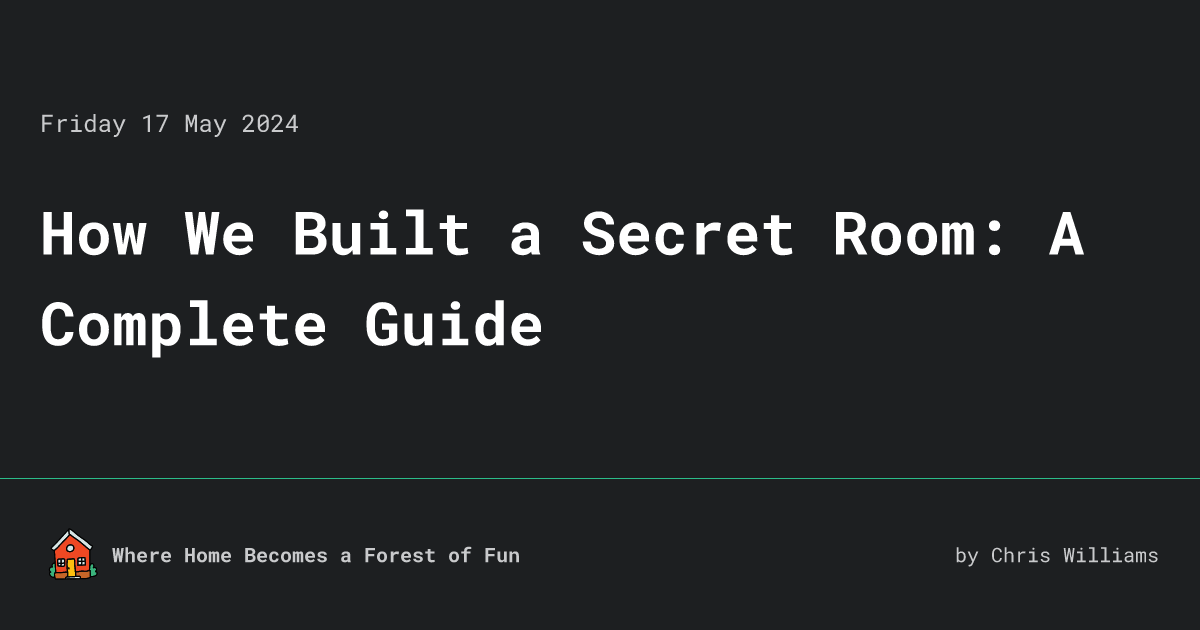 Friday 17 May 2024
How We Built a Secret Room: A
Complete Guide
Where Home Becomes a Forest of Fun
by Chris Williams